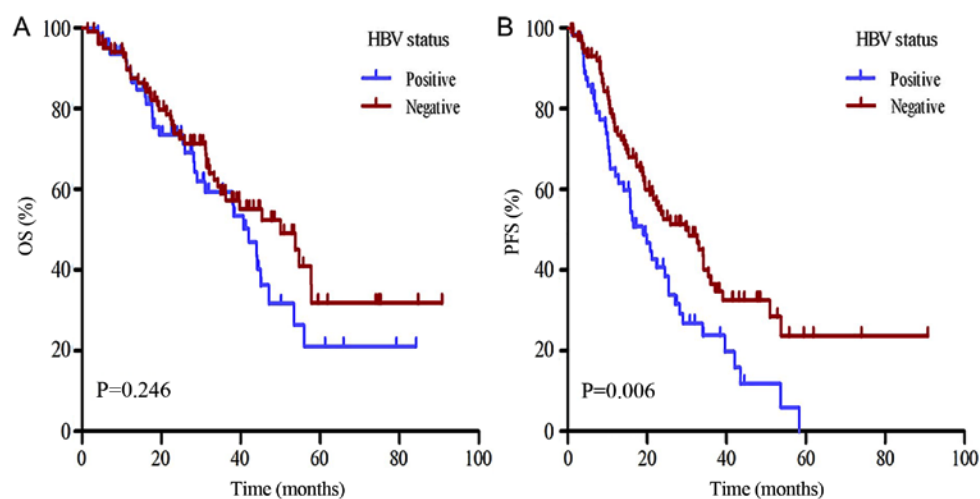 A
HBV status
Positive
Negative
OS (%)
100
80
60
40
20
0
P=0.246
0 20 40 60 80 100
Time (months)
B
HBV status
Positive
Negative
PFS (%)
100
80
60
40
20
0
P=0.006
0 20 40 60 80 100
Time (months)